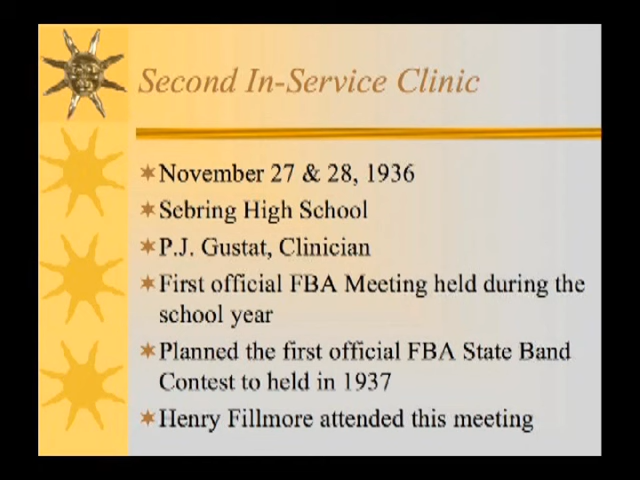 Second In-Service Clinic
November 27 & 28, 1936
Sebring High School
P.J. Gustat, Clinician
First official FBA Meeting held during the
school year
Planned the first official FBA State Band
Contest to held in 1937
Henry Fillmore attended this meeting